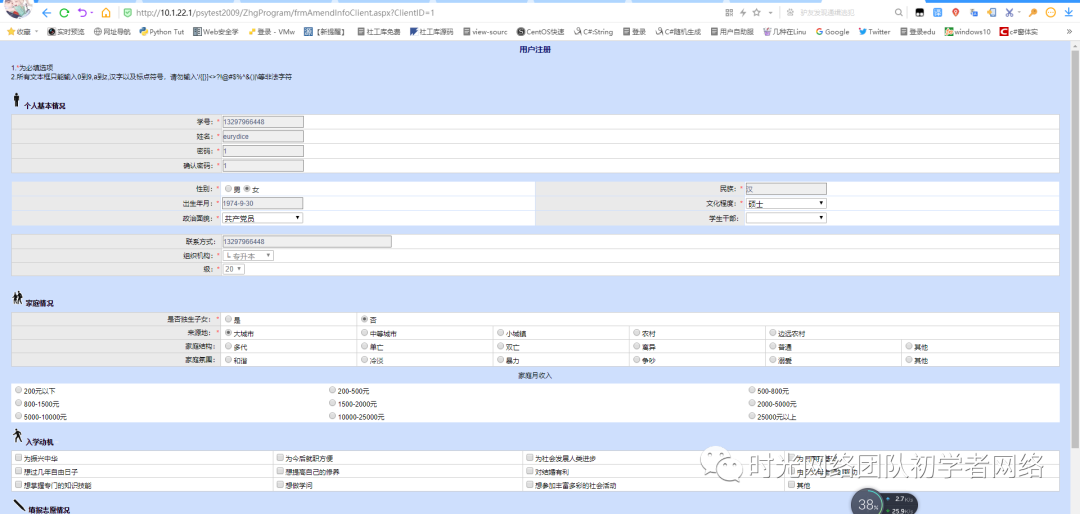 http://10.1.22.1/psytest2009/ZhgProgram/frmAmendInfoClient.aspx?ClientID=1
收藏 实时预览 网址导航 Python Tut Web安全学 登录 - VMw 【新提醒】 社工库免费 社工库源码 view-sourc CentOS快速 C#:String 登录 C#随机生成 用户自助服 几种在Linu Google Twitter 登录edu windows10 c#窗体实
用户注册
1.*为必填选项
2.所有文本框只能输入0到9,a到z,汉字以及标点符号，请勿输入
个人基本情况
学号： * 13297966448
姓名： * eurydice
密码： * 1
确认密码： * 1
性别： * 男 女 民族： * 汉
出生年月： * 1974-9-30 文化程度： * 硕士
政治面貌： * 共产党员 学生干部：
联系方式： 13297966448
组织机构： * 专升本
级： * 20
家庭情况
是否独生子女： * 是 否
来源地： * 大城市 中等城市 小城镇 农村 边远农村
家庭结构： 多代 单亡 双亡 离异 普通 其他
家庭氛围： 和谐 冷淡 暴力 争吵 溺爱 其他
家庭月收入
200元以下 200-500元 500-800元
800-1500元 1500-2000元 2000-5000元
5000-10000元 10000-25000元 25000元以上
入学动机
为振兴中华 为今后就职方便 为社会发展人类进步
想过几年自由日子 想提高自己的修养 对结婚有利
想掌握专门的知识技能 想做学问 想参加丰富多彩的社会活动 其他
时光网络团队初学者网络
填报志愿情况
38%
2.7K/s
25.9K/s